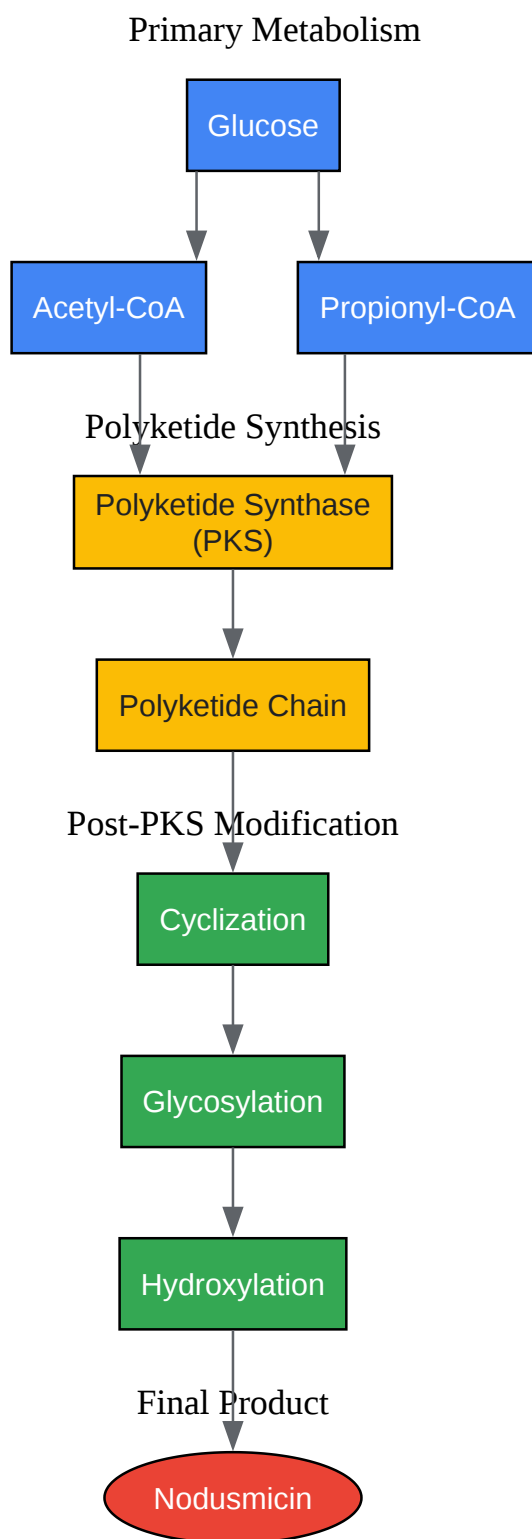 Primary Metabolism
Glucose
Acetyl-CoA
Propionyl-CoA
Polyketide Synthesis
Polyketide Synthase
(PKS)
Polyketide Chain
Post-PKS Modification
Cyclization
Glycosylation
Hydroxylation
Final Product
Nodusmicin